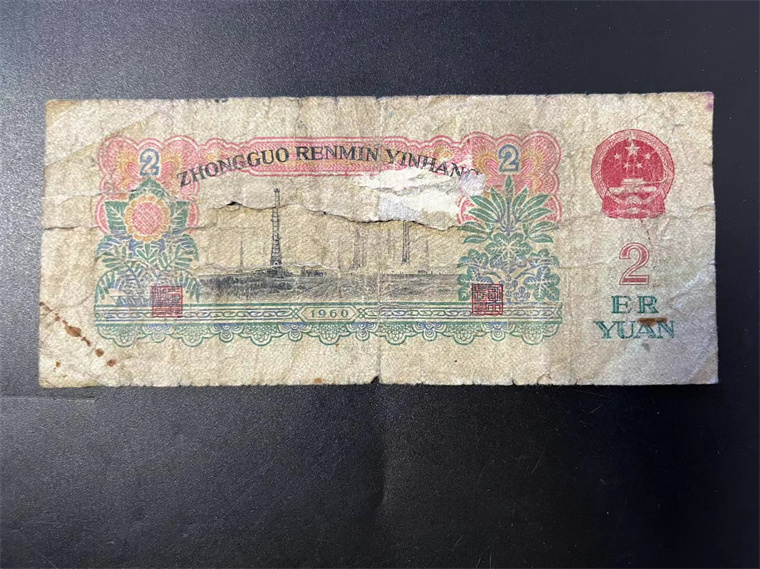 2
ZHONGGUO RENMIN YINHANG
2
1960
2
ER
YUAN